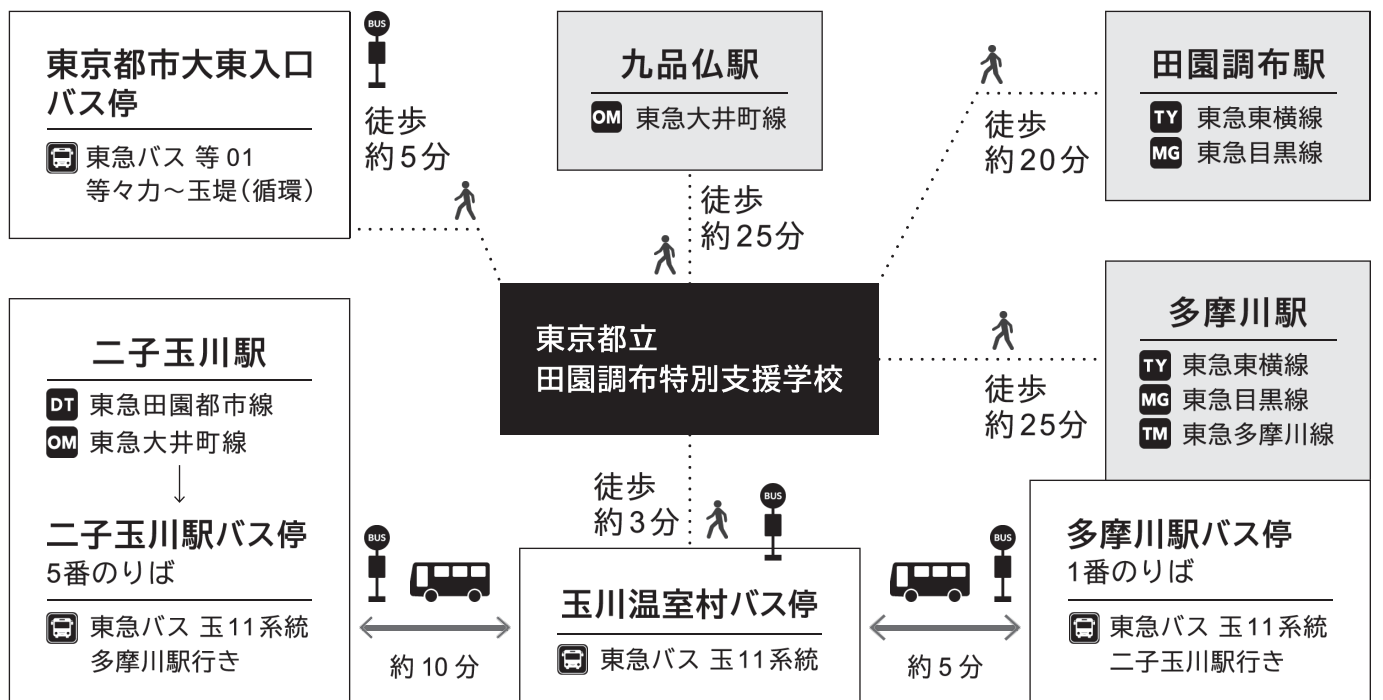 東京都市大東入口
バス停
東急バス 等01
等々力～玉堤（循環）
BUS
徒歩
約5分
九品仏駅
OM 東急大井町線
徒歩
約25分
田園調布駅
TY 東急東横線
MG 東急目黒線
徒歩
約20分
東京都立
田園調布特別支援学校
多摩川駅
TY 東急東横線
MG 東急目黒線
TM 東急多摩川線
徒歩
約25分
二子玉川駅
DT 東急田園都市線
OM 東急大井町線
二子玉川駅バス停
5番のりば
東急バス 玉11系統
多摩川駅行き
BUS
約10分
徒歩
約3分
BUS
玉川温室村バス停
東急バス 玉11系統
BUS
約5分
多摩川駅バス停
1番のりば
東急バス 玉11系統
二子玉川駅行き